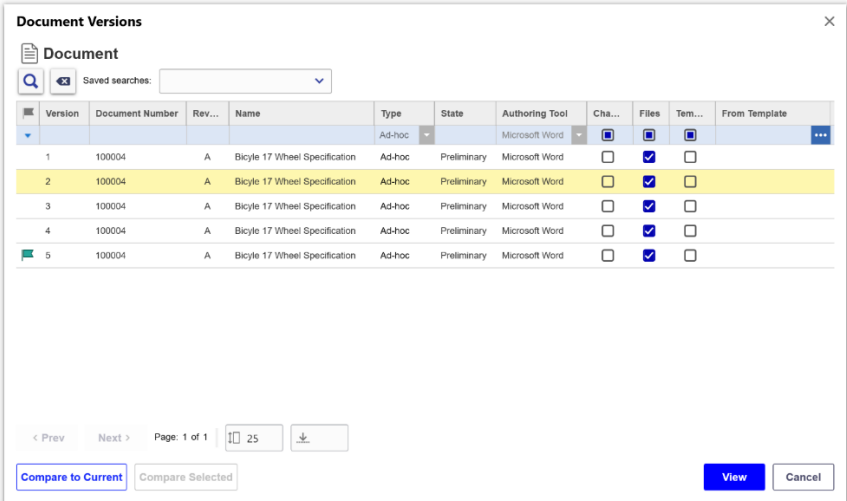 Document Versions
Document
Saved searches:
Version Document Number Rev... Name Type State Authoring Tool Cha... Files Tem... From Template
Ad-hoc Microsoft Word
1 100004 A Bicyle 17 Wheel Specification Ad-hoc Preliminary Microsoft Word
2 100004 A Bicyle 17 Wheel Specification Ad-hoc Preliminary Microsoft Word
3 100004 A Bicyle 17 Wheel Specification Ad-hoc Preliminary Microsoft Word
4 100004 A Bicyle 17 Wheel Specification Ad-hoc Preliminary Microsoft Word
5 100004 A Bicyle 17 Wheel Specification Ad-hoc Preliminary Microsoft Word
< Prev Next > Page: 1 of 1 25
Compare to Current Compare Selected View Cancel